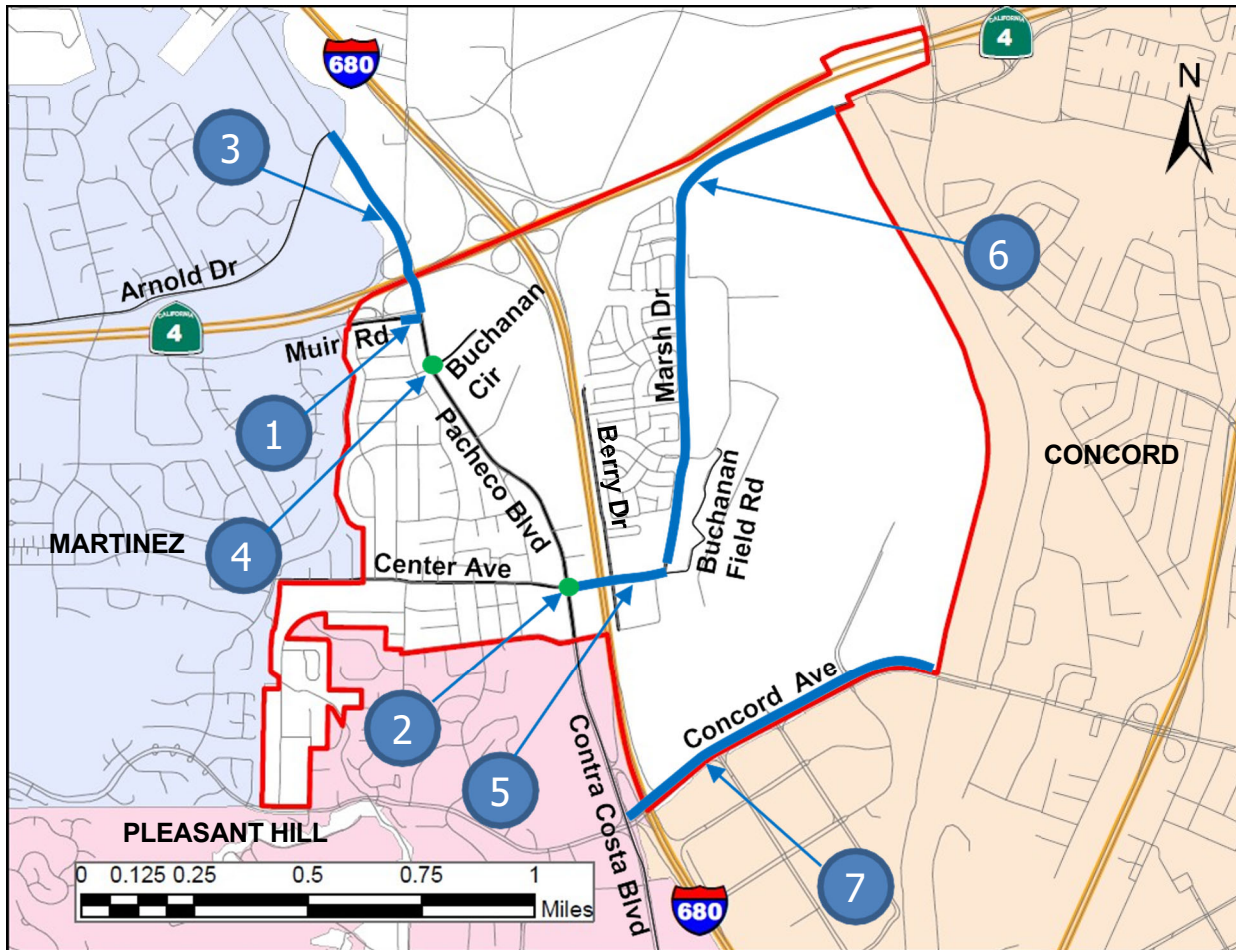 680
CALIFORNIA
4
N
3
6
Arnold Dr
CALIFORNIA
4
Muir Rd
Buchanan
Cir
Marsh Dr
1
Pacheco Blvd
Berry Dr
Buchanan
Field Rd
CONCORD
MARTINEZ
4
Center Ave
2
5
Concord Ave
Contra Costa Blvd
PLEASANT HILL
7
0 0.125 0.25 0.5 0.75 1
Miles
680